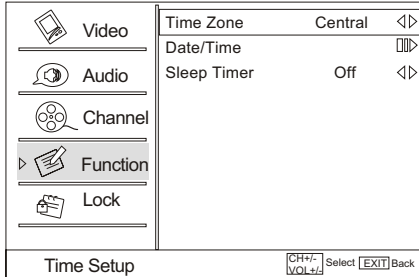 Video
Audio
Channel
Function
Lock
Time Zone Central
Date/Time
Sleep Timer Off
Time Setup
CH+/- VOL+/- Select EXIT Back